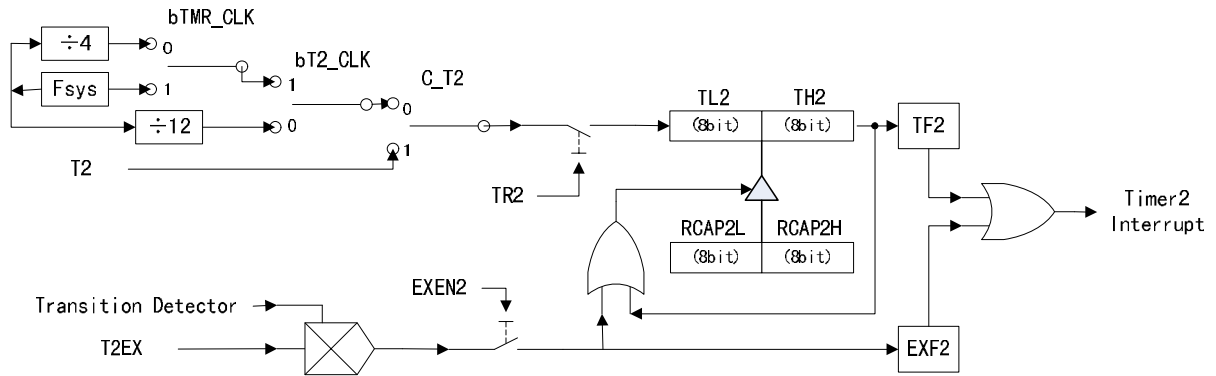 bTMR_CLK
÷4
0
bT2_CLK
C_T2
Fsys
1
1
0
TL2
TH2
÷12
0
(8bit)
(8bit)
TF2
T2
1
TR2
Timer2
Interrupt
RCAP2L
RCAP2H
(8bit)
(8bit)
EXEN2
Transition Detector
T2EX
EXF2